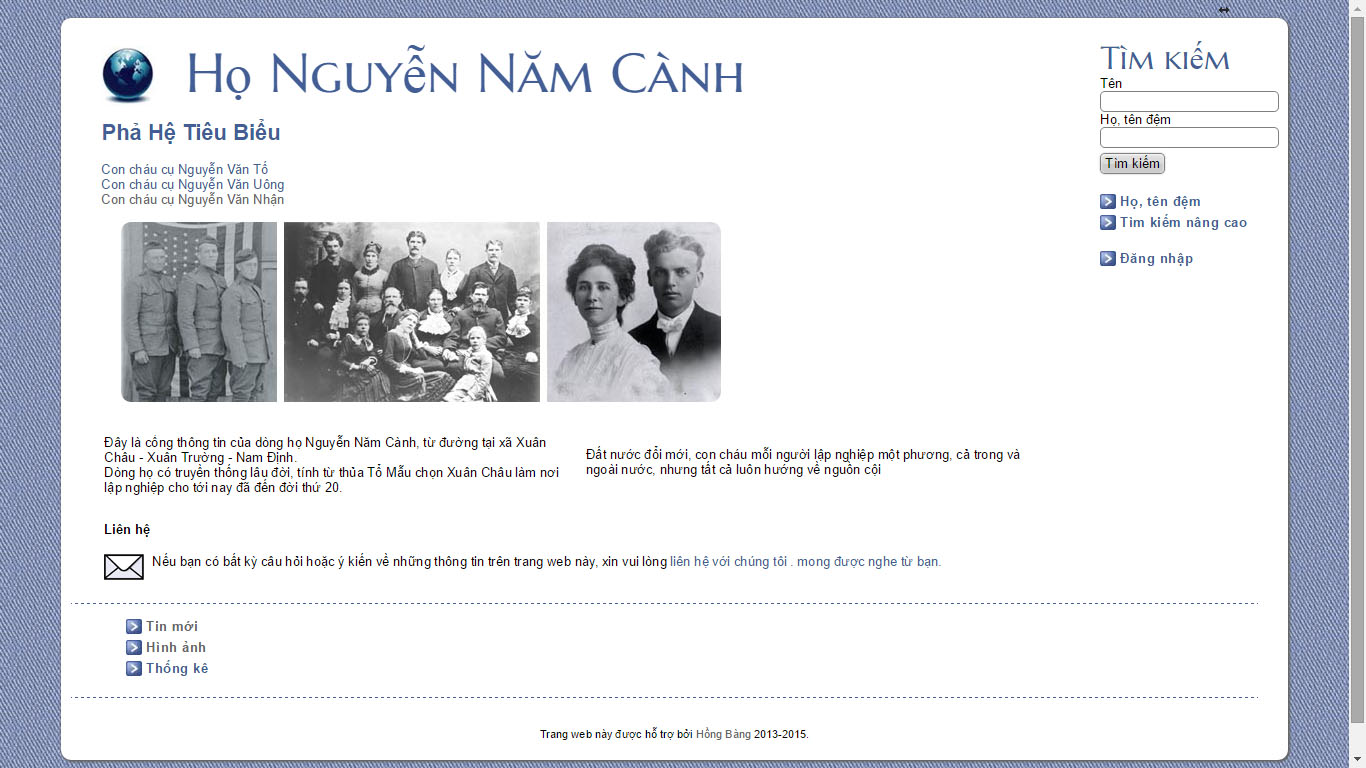 Họ Nguyễn Năm Cành
Phả Hệ Tiêu Biểu
Con cháu cụ Nguyễn Văn Tố
Con cháu cụ Nguyễn Văn Uông
Con cháu cụ Nguyễn Văn Nhận
Đây là cổng thông tin của dòng họ Nguyễn Năm Cành, từ đường tại xã Xuân
Châu - Xuân Trường - Nam Định.
Dòng họ có truyền thống lâu đời, tính từ thủa Tổ Mẫu chọn Xuân Châu làm nơi
lập nghiệp cho tới nay đã đến đời thứ 20.
Đất nước đổi mới, con cháu mỗi người lập nghiệp một phương, cả trong và
ngoài nước, nhưng tất cả luôn hướng về nguồn cội
Liên hệ
Nếu bạn có bất kỳ câu hỏi hoặc ý kiến về những thông tin trên trang web này, xin vui lòng liên hệ với chúng tôi . mong được nghe từ bạn.
Tìm kiếm
Tên
Họ, tên đệm
Tìm kiếm
Họ, tên đệm
Tìm kiếm nâng cao
Đăng nhập
Tin mới
Hình ảnh
Thống kê
Trang web này được hỗ trợ bởi Hồng Bàng 2013-2015.